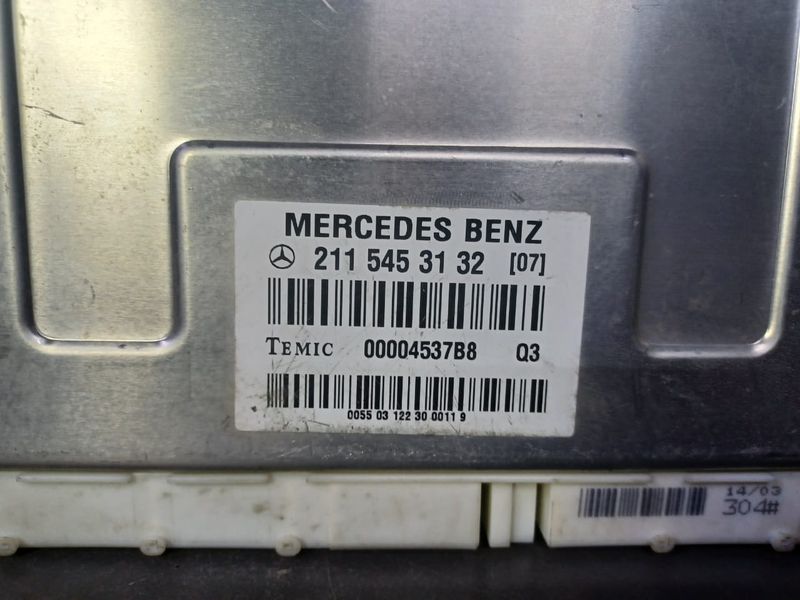 MERCEDES BENZ
211 545 31 32 [07]
TEMIC 00004537B8 Q3
0055 03 122 30 0011 9
14/03
304#